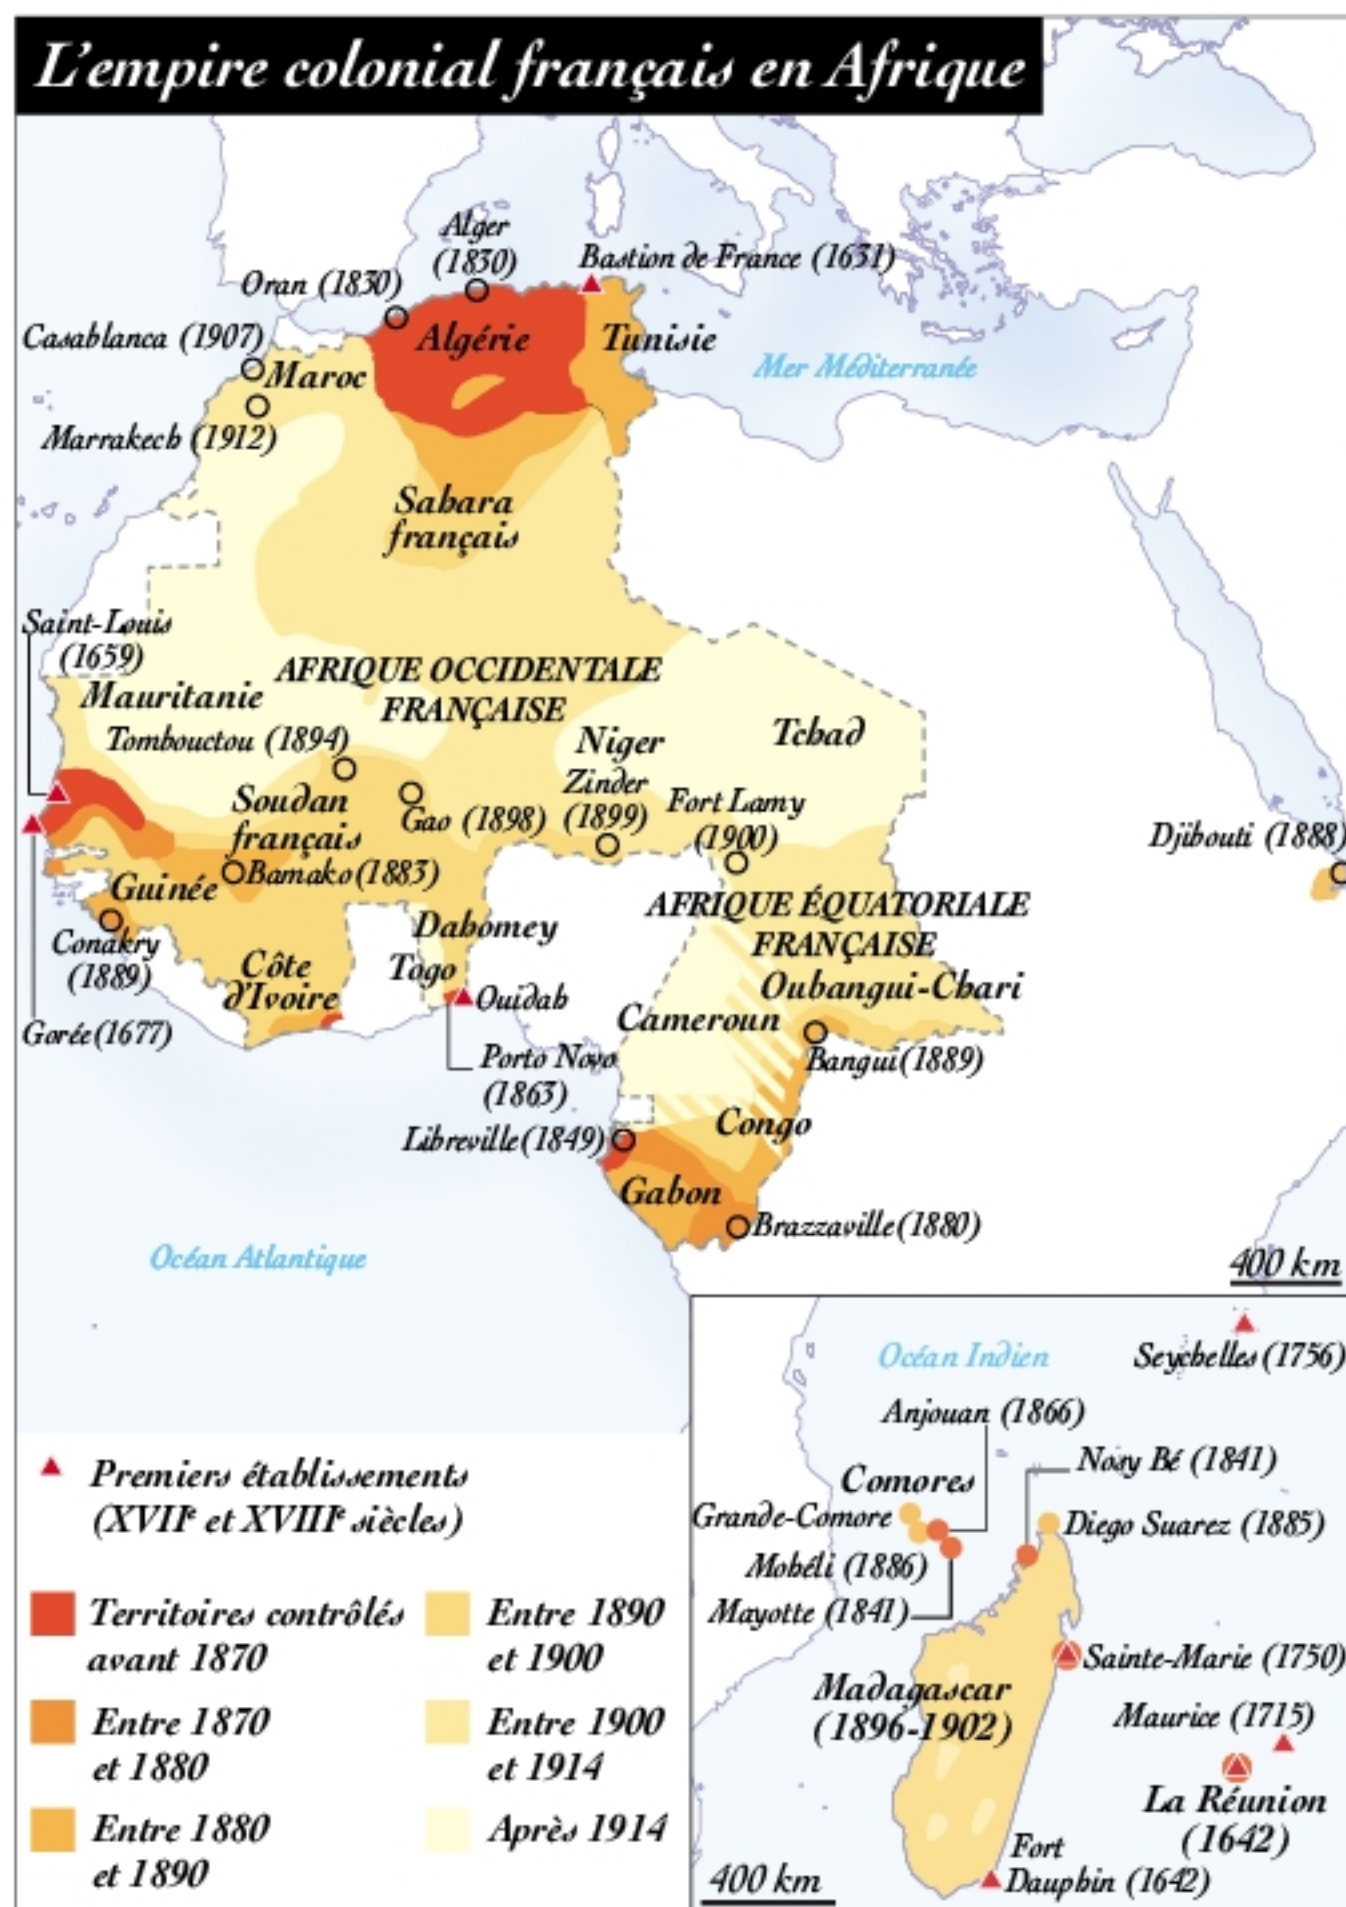 L'empire colonial français en Afrique
Alger
(1830)
Bastion de France (1631)
Oran (1830)
Algérie
Tunisie
Casablanca (1907)
Maroc
Mer Méditerranée
Marrakech (1912)
Sahara
français
Saint-Louis
(1659)
AFRIQUE OCCIDENTALE
FRANÇAISE
Mauritanie
Tombouctou (1894)
Niger
Tchad
Zinder
(1899)
Soudan
français
Gao (1898)
Fort Lamy
(1900)
Djibouti (1888)
Bamako (1883)
Guinée
AFRIQUE ÉQUATORIALE
FRANÇAISE
Conakry
(1889)
Dahomey
Togo
Côte
d'Ivoire
Oubangui-Chari
Ouidah
Gorée (1677)
Cameroun
Porto Novo
(1863)
Bangui (1889)
Congo
Libreville (1849)
Gabon
Brazzaville (1880)
Océan Atlantique
400 km
Océan Indien
Seychelles (1756)
Anjouan (1866)
Nosy Bé (1841)
Comores
Grande-Comore
Diego Suarez (1885)
Mohéli (1886)
Mayotte (1841)
Sainte-Marie (1750)
Madagascar
(1896-1902)
Maurice (1715)
La Réunion
(1642)
Fort
Dauphin (1642)
400 km
Premiers établissements
(XVIIe et XVIIIe siècles)
Territoires contrôlés
avant 1870
Entre 1870
et 1880
Entre 1880
et 1890
Entre 1890
et 1900
Entre 1900
et 1914
Après 1914